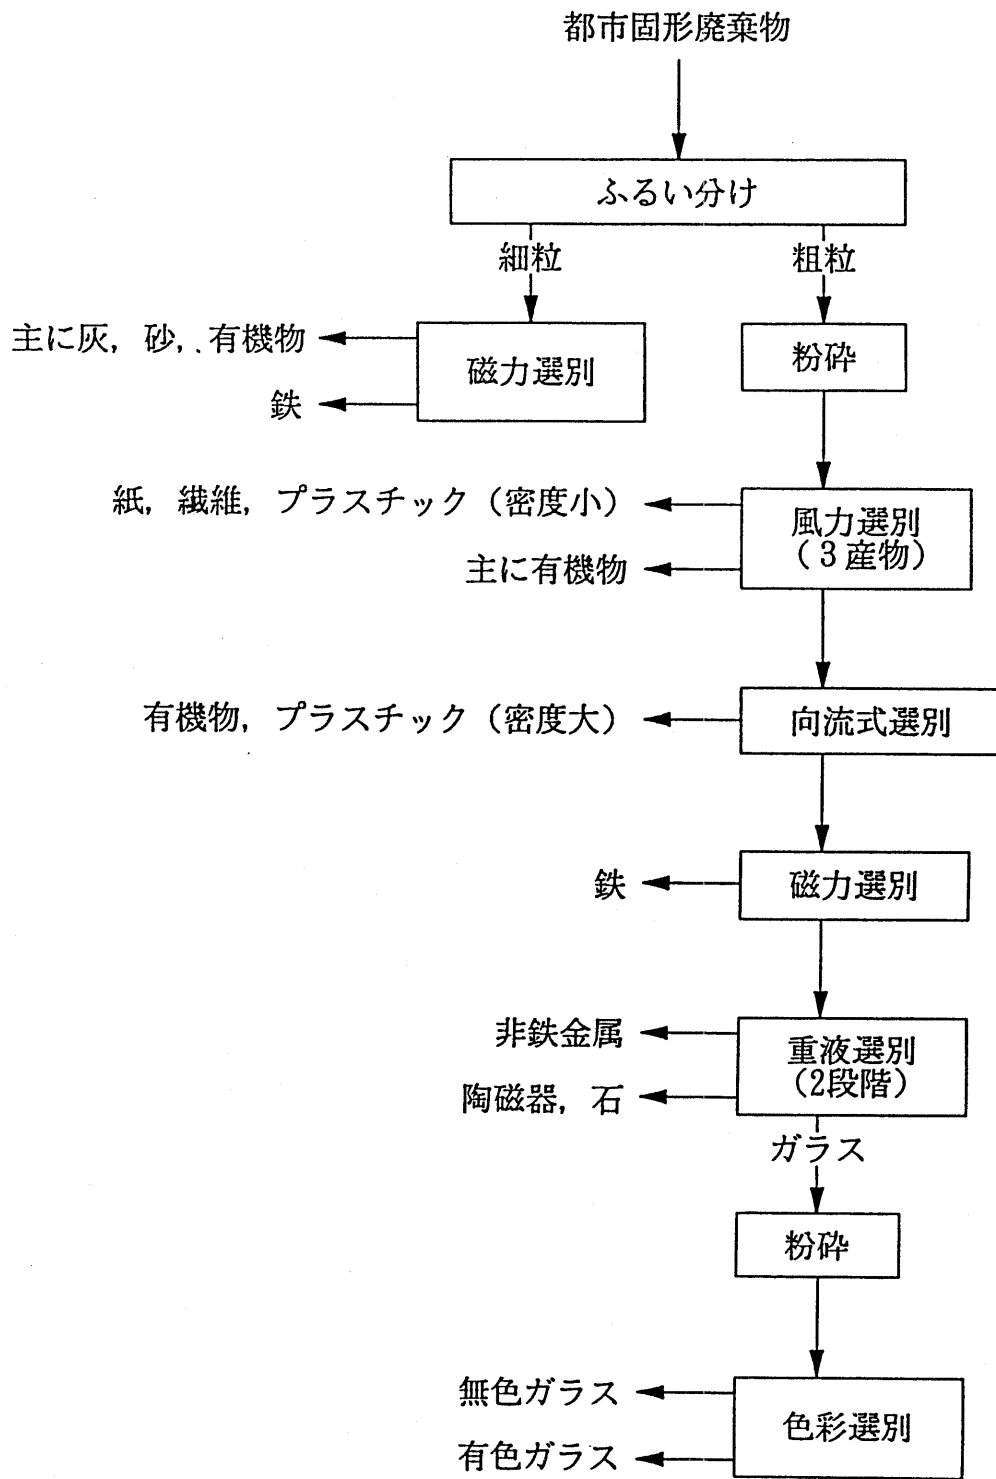 都市固形廃棄物
ふるい分け
細粒
粗粒
主に灰，砂，有機物
鉄
磁力選別
粉砕
紙，繊維，プラスチック（密度小）
主に有機物
風力選別
（3産物）
有機物，プラスチック（密度大）
向流式選別
鉄
磁力選別
非鉄金属
陶磁器，石
重液選別
（2段階）
ガラス
粉砕
無色ガラス
有色ガラス
色彩選別